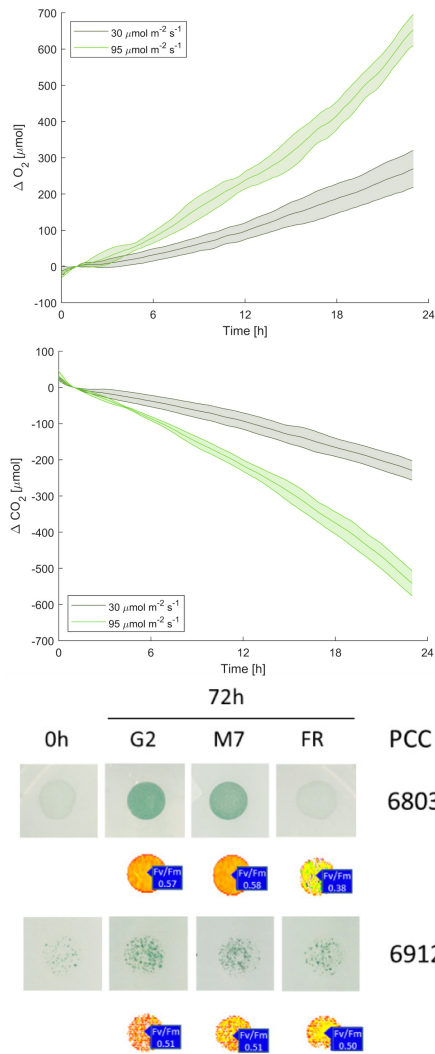 700
600
500
400
300
200
100
0
-100
Δ O2 [μmol]
30 μmol m-2 s-1
95 μmol m-2 s-1
0 6 12 18 24
Time [h]
100
0
-100
-200
-300
-400
-500
-600
-700
Δ CO2 [μmol]
30 μmol m-2 s-1
95 μmol m-2 s-1
0 6 12 18 24
Time [h]
72h
0h G2 M7 FR PCC
6803
Fv/Fm Fv/Fm Fv/Fm
0.57 0.58 0.38
6912
Fv/Fm Fv/Fm Fv/Fm
0.51 0.51 0.50